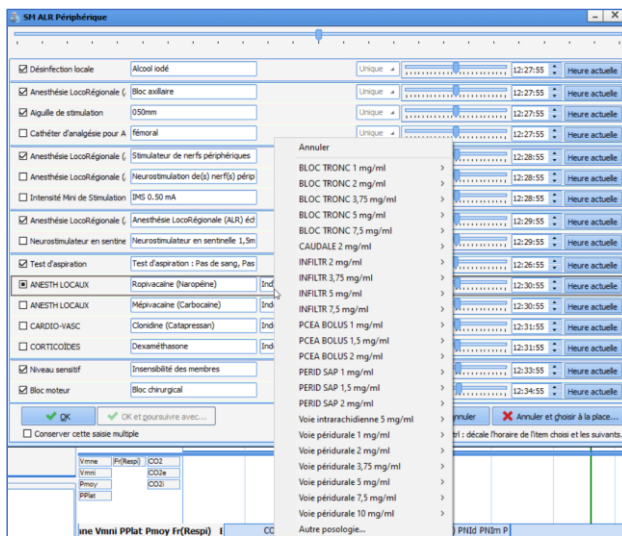 SM ALR Périphérique
Désinfection locale Alcool iodé Unique 12:27:55 Heure actuelle
Anesthésie LocoRégionale (, Bloc axillaire 12:27:55 Heure actuelle
Aiguille de stimulation 050mm 12:27:55 Heure actuelle
Cathéter d'analgésie pour A fémoral Unique 12:27:55 Heure actuelle
Anesthésie LocoRégionale (, Stimulateur de nerfs périphériques 12:28:55 Heure actuelle
Anesthésie LocoRégionale (, Neurostimulation de(s) nerf(s) périp 12:28:55 Heure actuelle
Intensité Mini de Stimulation IMS 0.50 mA 12:28:55 Heure actuelle
Anesthésie LocoRégionale (, Anesthésie LocoRégionale (ALR) éch 12:29:55 Heure actuelle
Neurostimulateur en sentine Neurostimulateur en sentinelle 1,5m 12:29:55 Heure actuelle
Test d'aspiration Test d'aspiration : Pas de sang, Pas 12:26:55 Heure actuelle
ANESTH LOCAUX Ropivacaïne (Naropéine) Ind 12:30:55 Heure actuelle
ANESTH LOCAUX Mépivacaïne (Carbocaïne) Ind 12:30:55 Heure actuelle
CARDIO-VASC Clonidine (Catapressan) Ind 12:31:55 Heure actuelle
CORTICOÏDES Dexaméthasone Ind 12:31:55 Heure actuelle
Niveau sensitif Insensibilité des membres 12:33:55 Heure actuelle
Bloc moteur Bloc chirurgical 12:34:55 Heure actuelle
OK OK et poursuivre avec... nnuler Annuler et choisir à la place...
Conserver cette saisie multiple trl : décale l'horaire de l'item choisi et les suivants.
Annuler
BLOC TRONC 1 mg/ml
BLOC TRONC 2 mg/ml
BLOC TRONC 3,75 mg/ml
BLOC TRONC 5 mg/ml
BLOC TRONC 7,5 mg/ml
CAUDALE 2 mg/ml
INFILTR 2 mg/ml
INFILTR 3,75 mg/ml
INFILTR 5 mg/ml
INFILTR 7,5 mg/ml
PCEA BOLUS 1 mg/ml
PCEA BOLUS 1,5 mg/ml
PCEA BOLUS 2 mg/ml
PERID SAP 1 mg/ml
PERID SAP 1,5 mg/ml
PERID SAP 2 mg/ml
Voie intrarachidienne 5 mg/ml
Voie péridurale 1 mg/ml
Voie péridurale 2 mg/ml
Voie péridurale 3,75 mg/ml
Voie péridurale 5 mg/ml
Voie péridurale 7,5 mg/ml
Voie péridurale 10 mg/ml
Autre posologie...
Vmne Fr(Respi) CO2
Vmni CO2e
Pmoy CO2i
PPlat
ine Vmni PPlat Pmoy Fr(Respi) CO ) PNId PNIm P